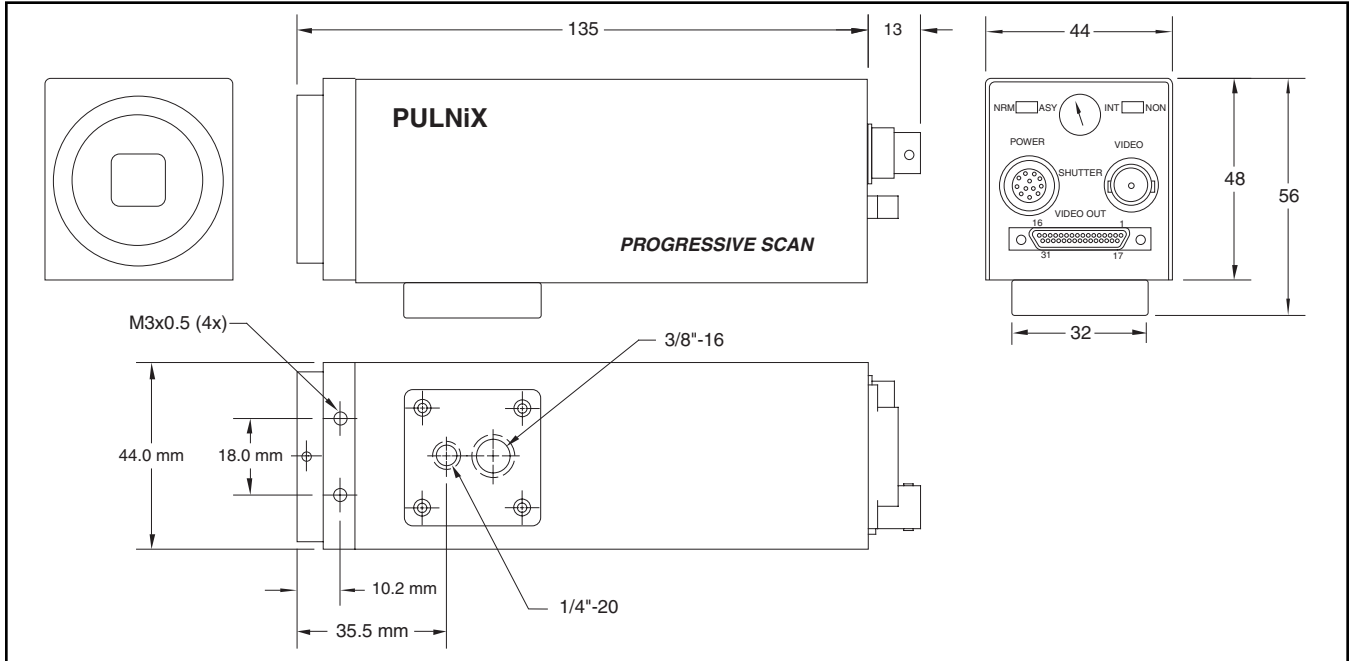 135
13
44
PULNiX
PROGRESSIVE SCAN
NRM ASY INT NON
POWER VIDEO
SHUTTER
VIDEO OUT
16 1
31 17
48
56
32
M3x0.5 (4x)
3/8"-16
44.0 mm
18.0 mm
10.2 mm
1/4"-20
35.5 mm